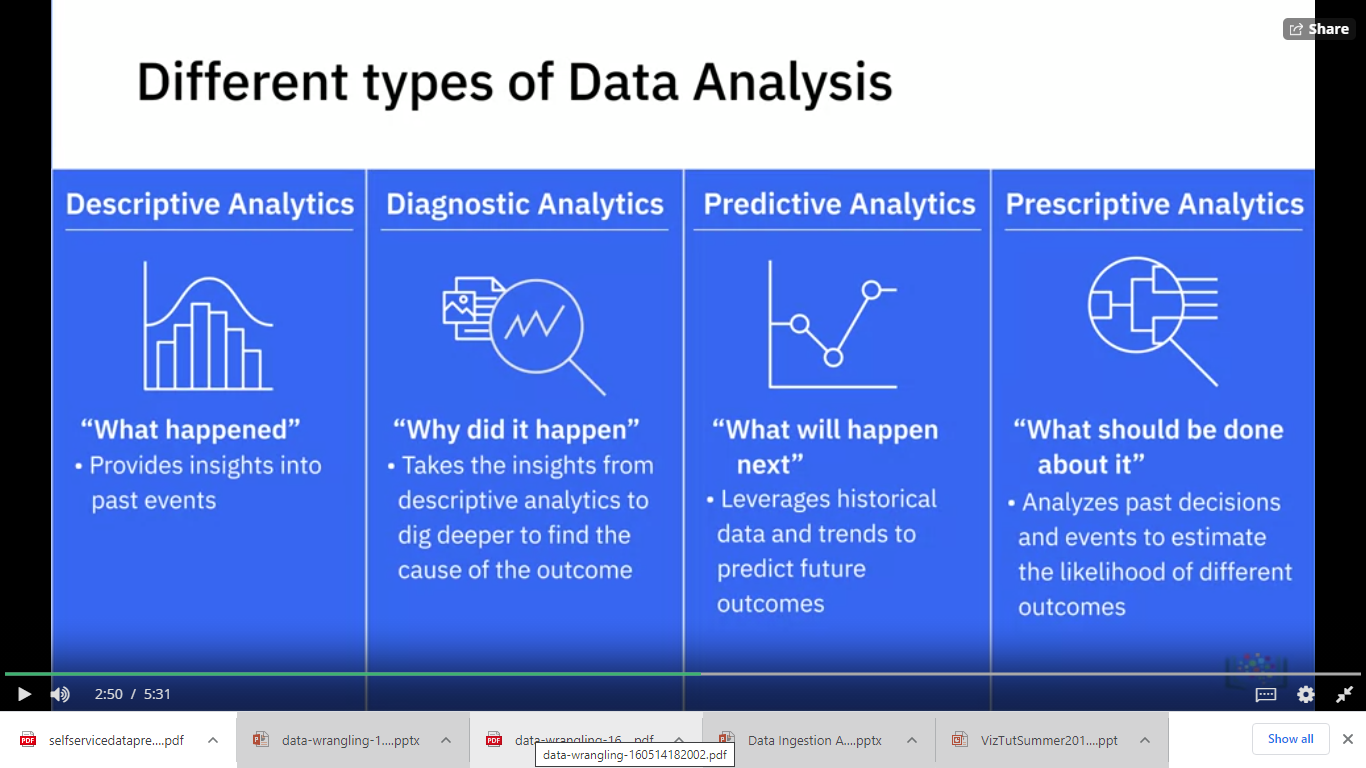 Share
Different types of Data Analysis
Descriptive Analytics
“What happened”
• Provides insights into
past events
Diagnostic Analytics
“Why did it happen”
• Takes the insights from
descriptive analytics to
dig deeper to find the
cause of the outcome
Predictive Analytics
“What will happen
next”
• Leverages historical
data and trends to
predict future
outcomes
Prescriptive Analytics
“What should be done
about it”
• Analyzes past decisions
and events to estimate
the likelihood of different
outcomes
2:50 / 5:31
selfservicedatapre....pdf
data-wrangling-1....pptx
data-wrangling-16....pdf
Data Ingestion A....pptx
VizTutSummer201....ppt
Show all
data-wrangling-160514182002.pdf